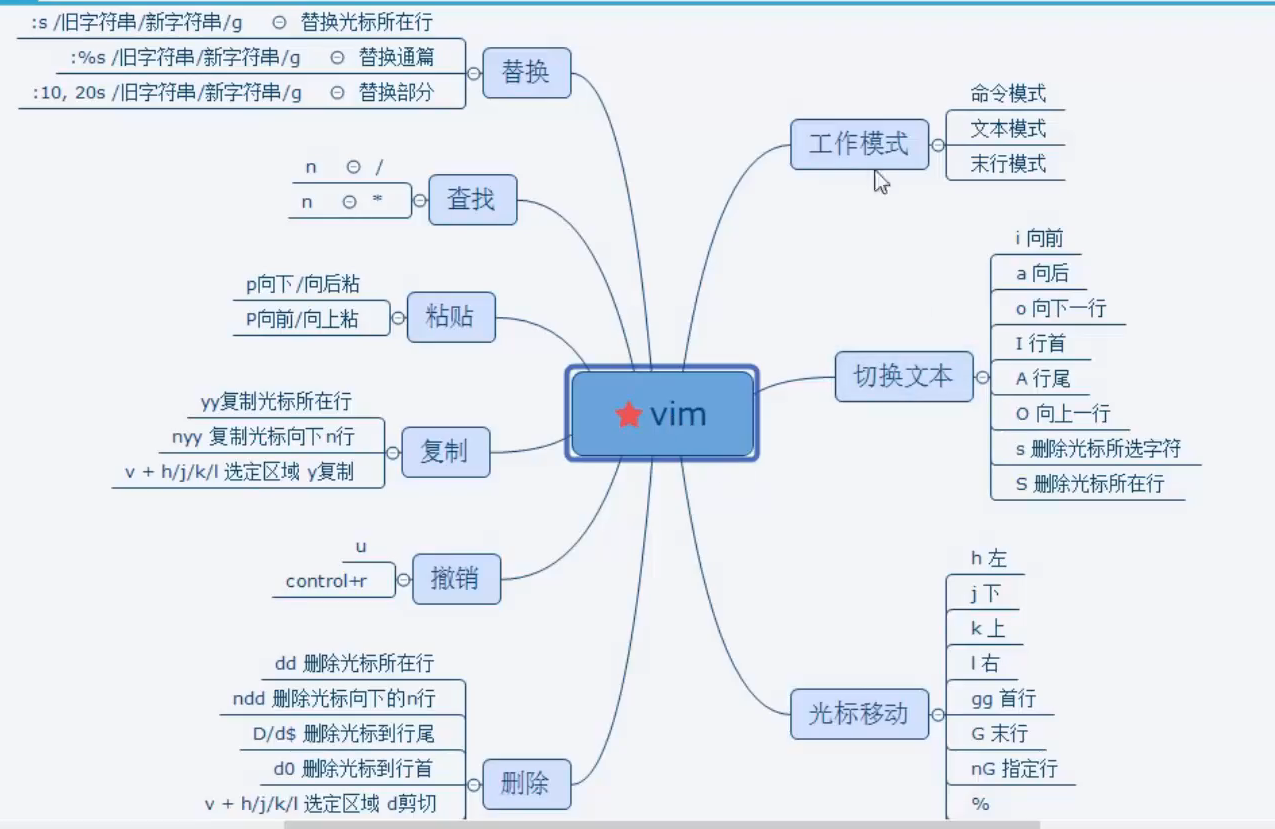 vim
工作模式
命令模式
文本模式
末行模式
切换文本
i 向前
a 向后
o 向下一行
I 行首
A 行尾
O 向上一行
s 删除光标所选字符
S 删除光标所在行
光标移动
h 左
j 下
k 上
l 右
gg 首行
G 末行
nG 指定行
%
替换
:s /旧字符串/新字符串/g 替换光标所在行
:%s /旧字符串/新字符串/g 替换通篇
:10, 20s /旧字符串/新字符串/g 替换部分
查找
n /
n *
粘贴
p向下/向后粘
P向前/向上粘
复制
yy复制光标所在行
nyy 复制光标向下n行
v + h/j/k/l 选定区域 y复制
撤销
u
control+r
删除
dd 删除光标所在行
ndd 删除光标向下的n行
D/d$ 删除光标到行尾
d0 删除光标到行首
v + h/j/k/l 选定区域 d剪切